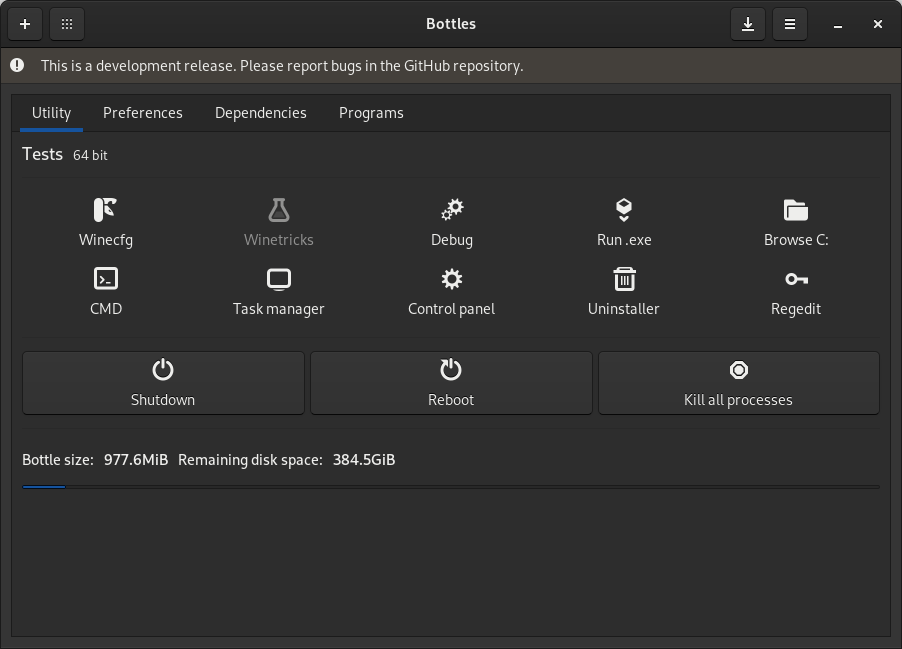 Bottles
This is a development release. Please report bugs in the GitHub repository.
Utility Preferences Dependencies Programs
Tests 64 bit
Winecfg Winetricks Debug Run .exe Browse C:
CMD Task manager Control panel Uninstaller Regedit
Shutdown Reboot Kill all processes
Bottle size: 977.6MiB Remaining disk space: 384.5GiB